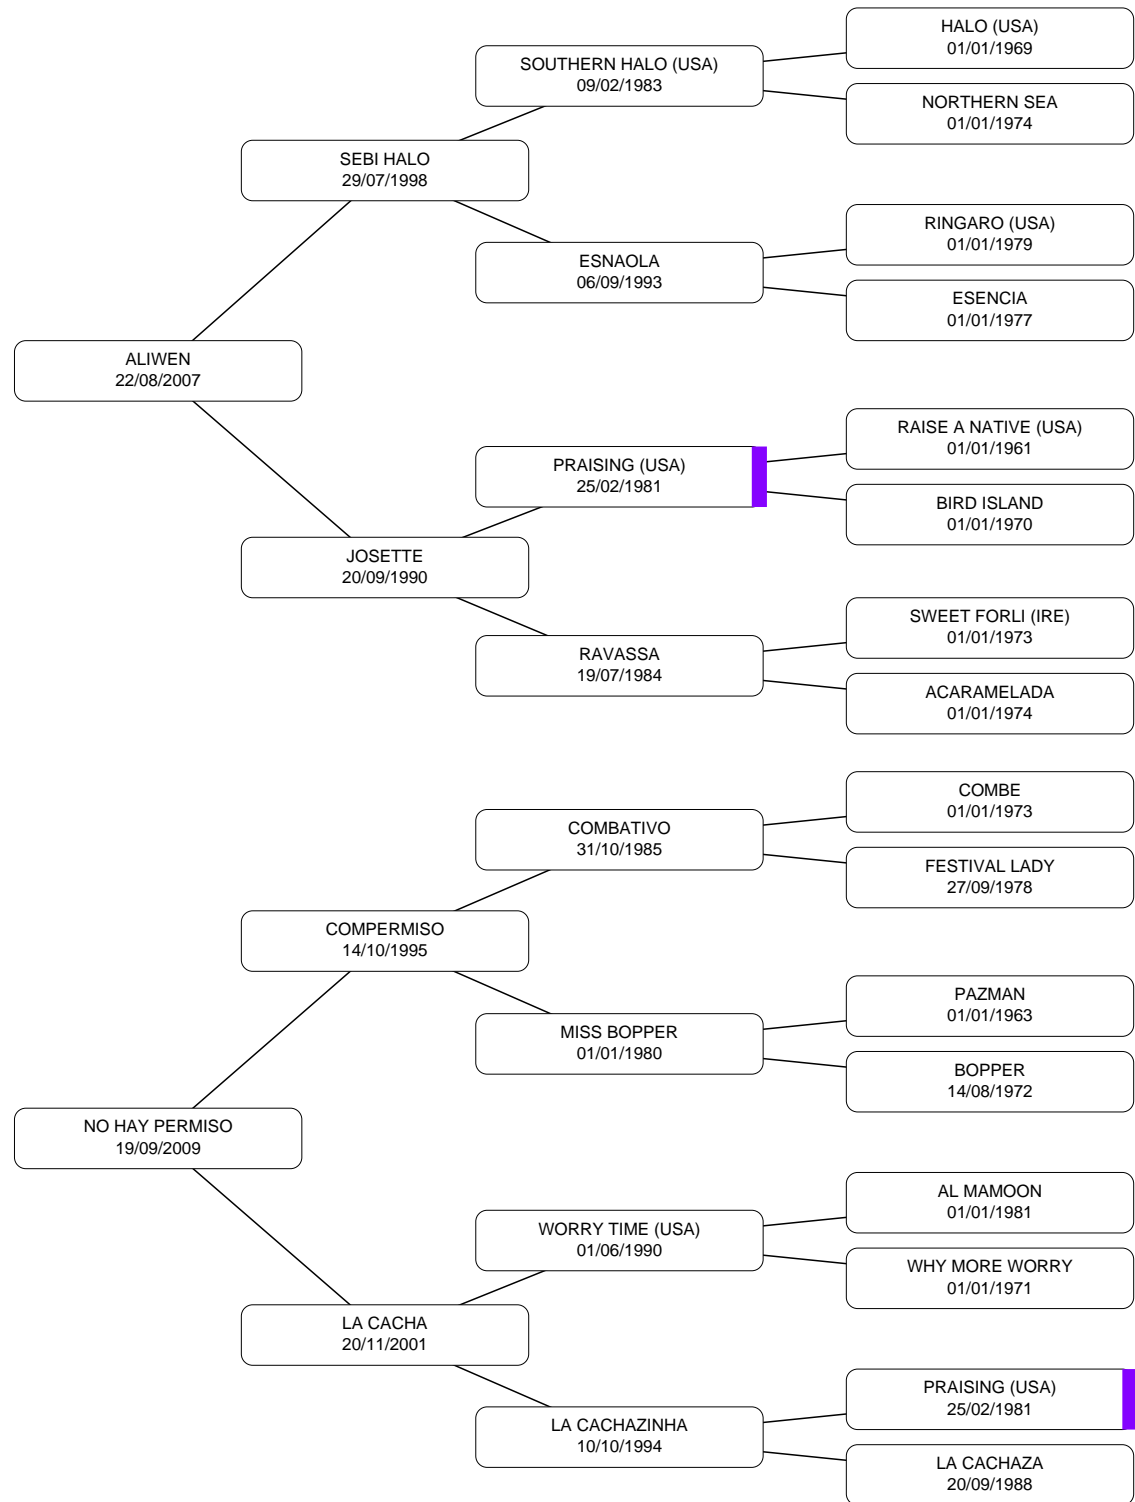 HALO (USA)
01/01/1969
SOUTHERN HALO (USA)
09/02/1983
NORTHERN SEA
01/01/1974
SEBI HALO
29/07/1998
RINGARO (USA)
01/01/1979
ESNAOLA
06/09/1993
ESENCIA
01/01/1977
ALIWEN
22/08/2007
RAISE A NATIVE (USA)
01/01/1961
PRAISING (USA)
25/02/1981
BIRD ISLAND
01/01/1970
JOSETTE
20/09/1990
SWEET FORLI (IRE)
01/01/1973
RAVASSA
19/07/1984
ACARAMELADA
01/01/1974
COMBE
01/01/1973
COMBATIVO
31/10/1985
FESTIVAL LADY
27/09/1978
COMPERMISO
14/10/1995
PAZMAN
01/01/1963
MISS BOPPER
01/01/1980
BOPPER
14/08/1972
NO HAY PERMISO
19/09/2009
AL MAMOON
01/01/1981
WORRY TIME (USA)
01/06/1990
WHY MORE WORRY
01/01/1971
LA CACHA
20/11/2001
PRAISING (USA)
25/02/1981
LA CACHAZINHA
10/10/1994
LA CACHAZA
20/09/1988